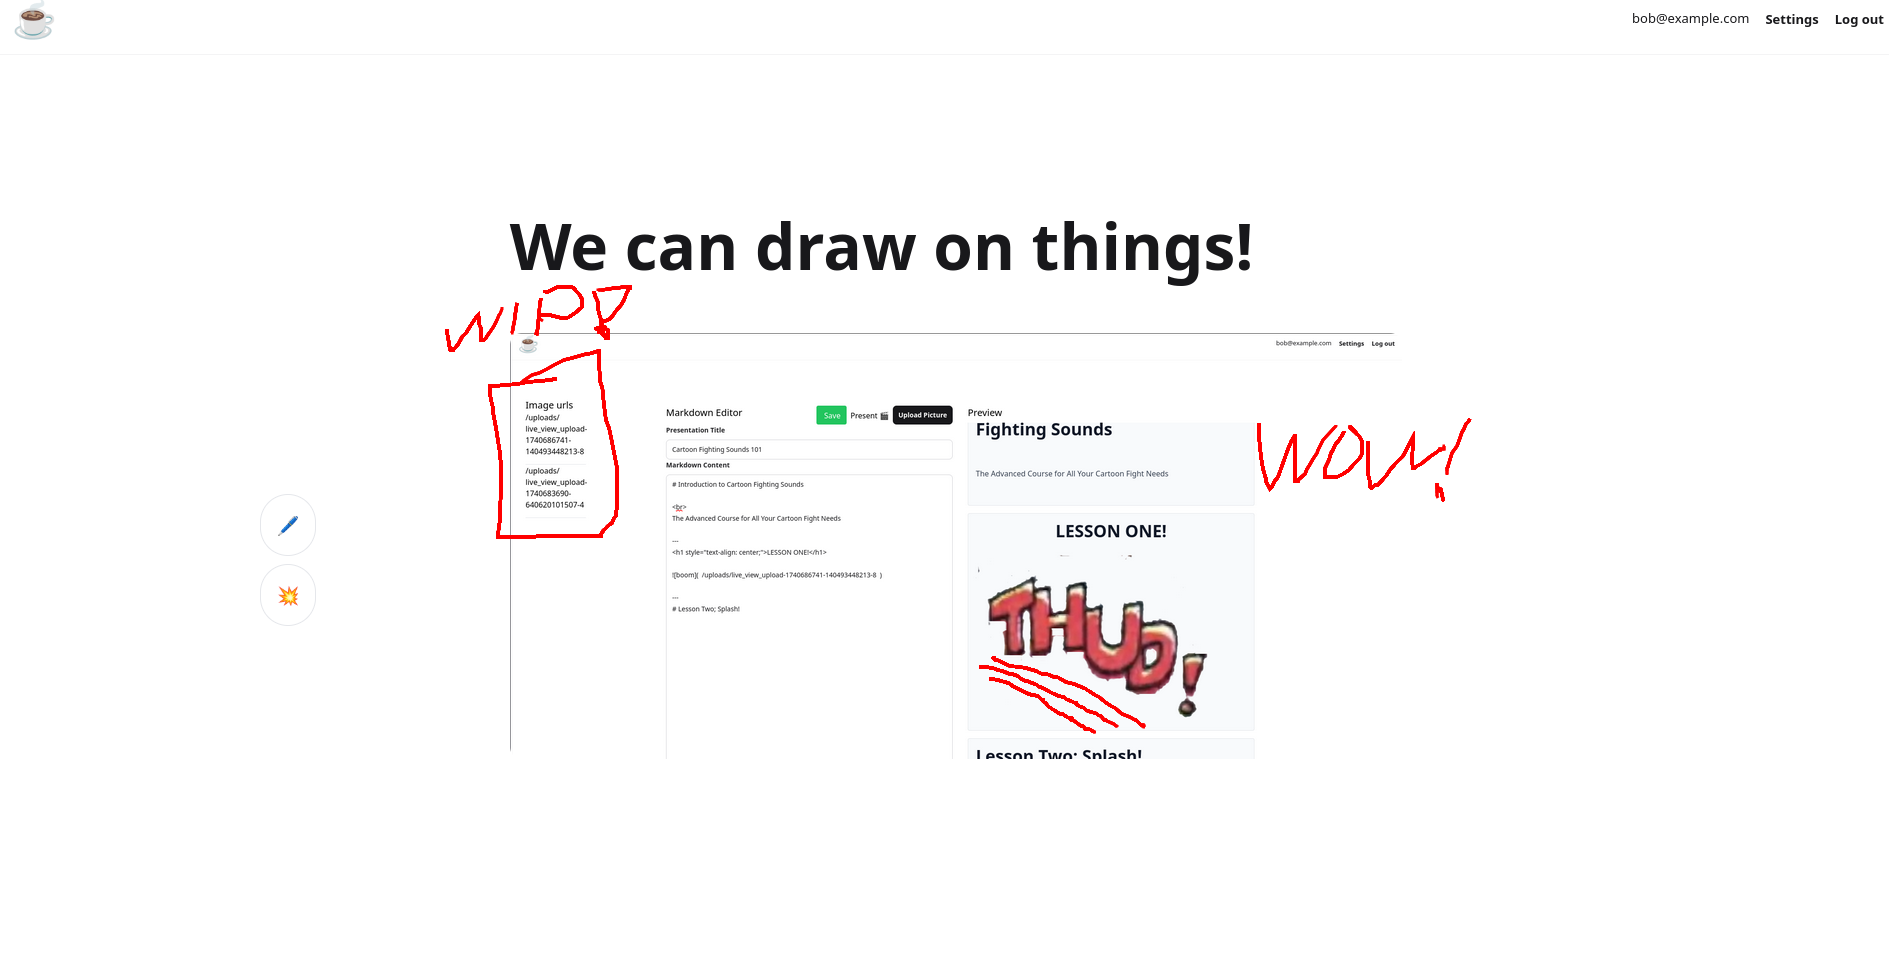 bob@example.com Settings Log out
We can draw on things!
bob@example.com Settings Log out
Image urls
/uploads/
live_view_upload-
1740686741-
140493448213-8
/uploads/
live_view_upload-
1740683690-
640620101507-4
Markdown Editor
Save Present Upload Picture
Presentation Title
Cartoon Fighting Sounds 101
Markdown Content
# Introduction to Cartoon Fighting Sounds
<br>
The Advanced Course for All Your Cartoon Fight Needs
---
<h1 style="text-align: center;">LESSON ONE!</h1>
![boom]( /uploads/live_view_upload-1740686741-140493448213-8 )
---
# Lesson Two; Splash!
Preview
Fighting Sounds
The Advanced Course for All Your Cartoon Fight Needs
WOW!
LESSON ONE!
THUD!
Lesson Two: Splash!